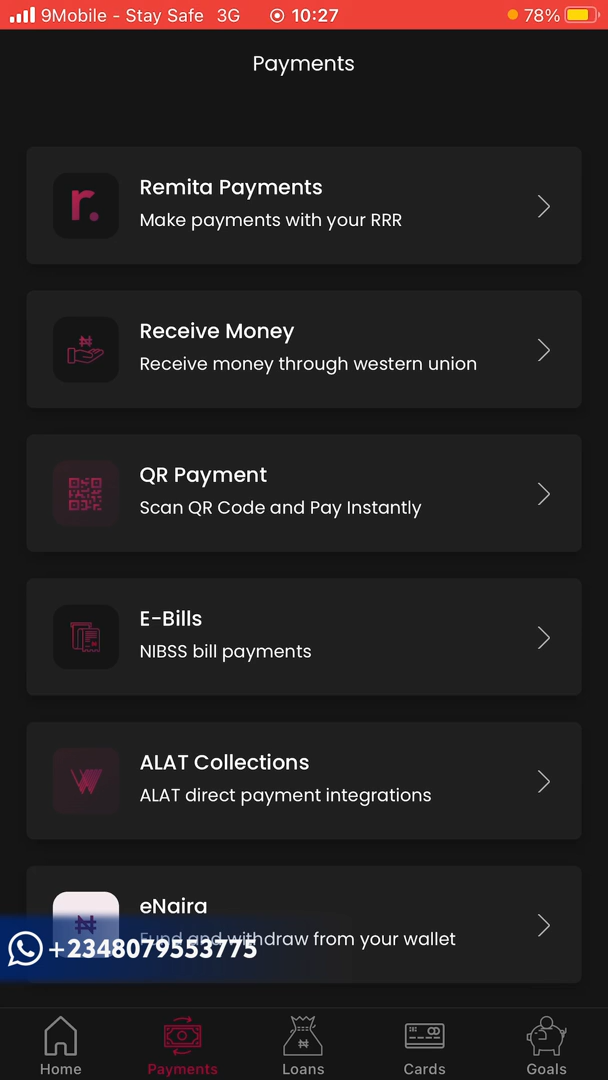 9Mobile - Stay Safe 3G 10:27 78%
Payments
r.
Remita Payments
Make payments with your RRR
Receive Money
Receive money through western union
QR Payment
Scan QR Code and Pay Instantly
E-Bills
NIBSS bill payments
ALAT Collections
ALAT direct payment integrations
eNaira
Fund and withdraw from your wallet
+2348079553775
Home Payments Loans Cards Goals